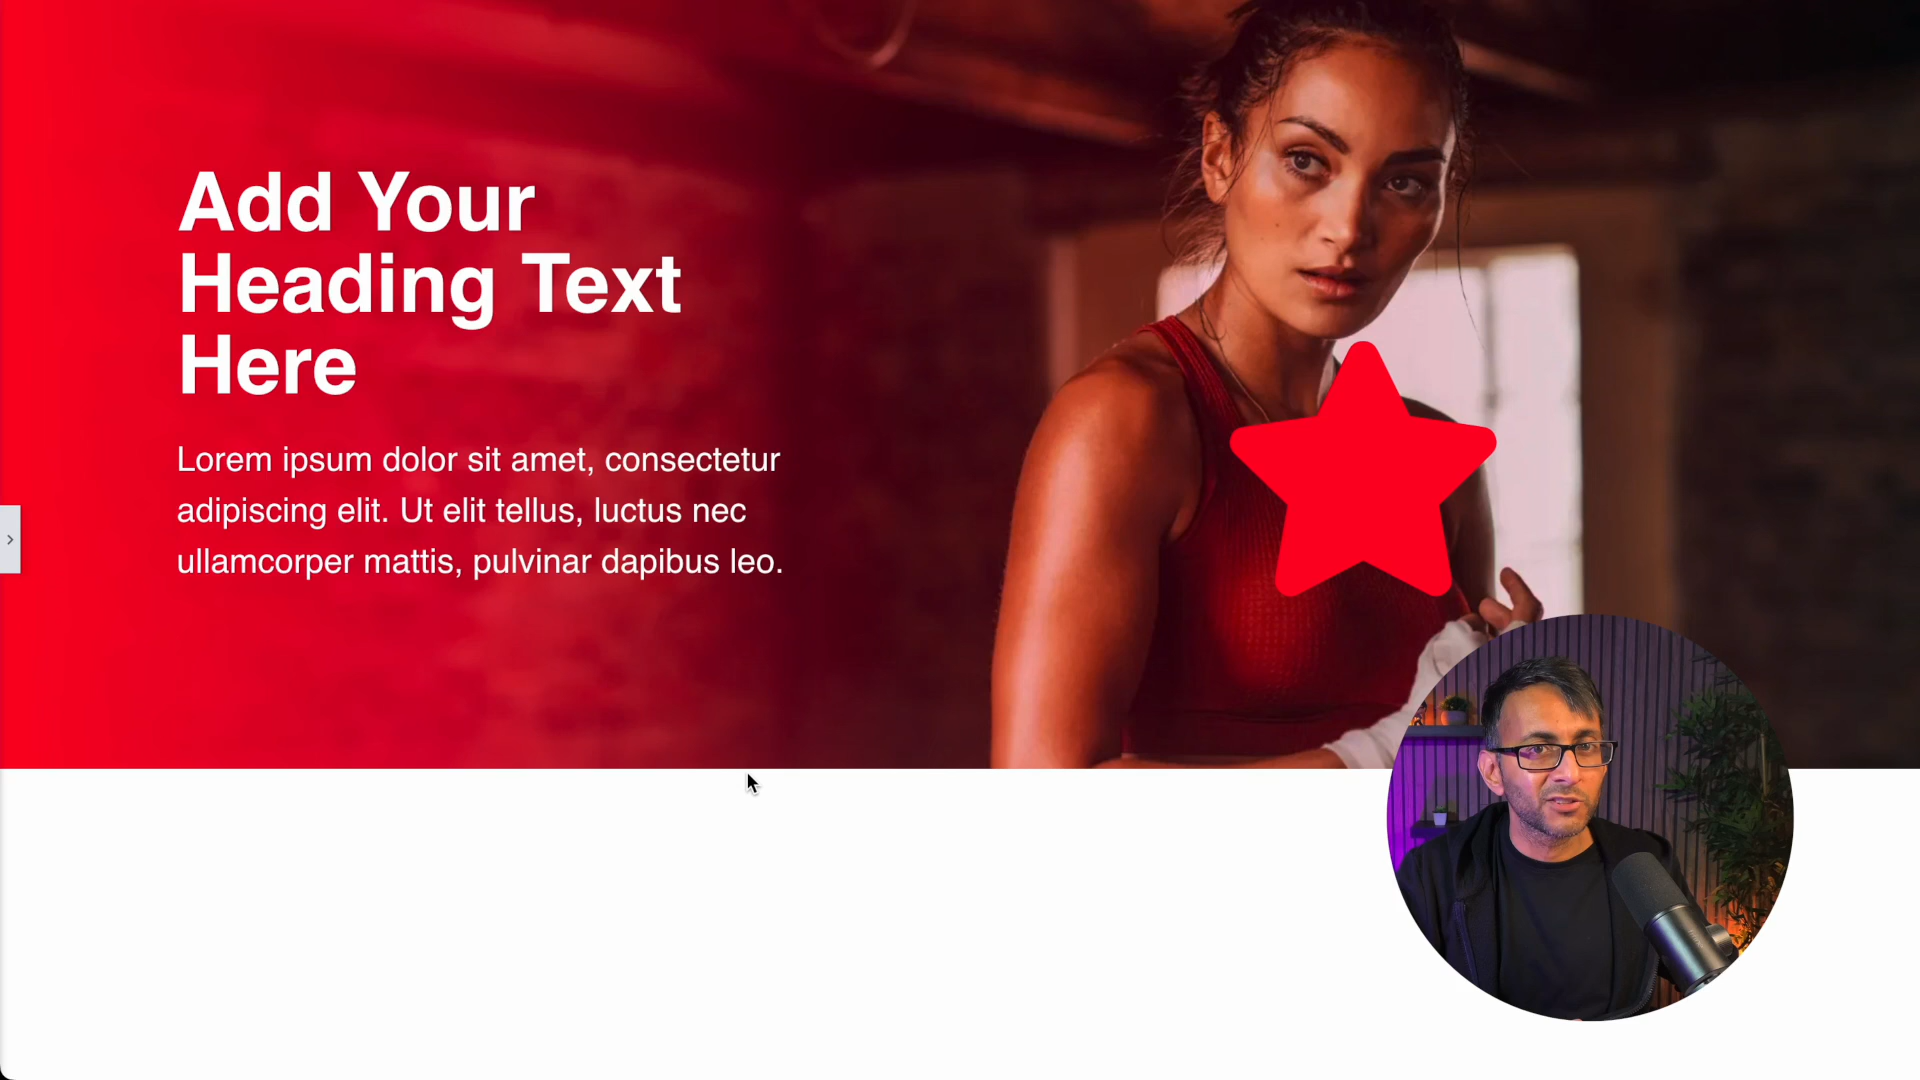 Add Your
Heading Text
Here
Lorem ipsum dolor sit amet, consectetur
adipiscing elit. Ut elit tellus, luctus nec
ullamcorper mattis, pulvinar dapibus leo.